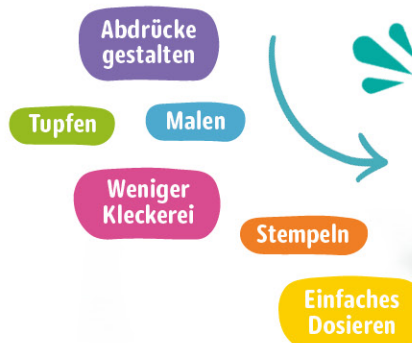 Abdrücke
gestalten
Tupfen
Malen
Weniger
Kleckerei
Stempeln
Einfaches
Dosieren